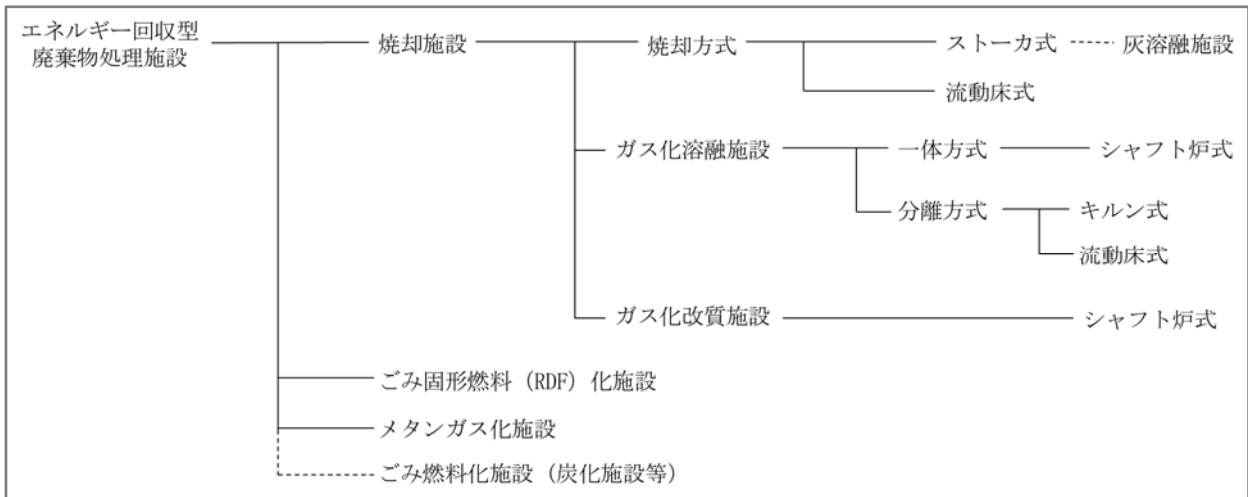 エネルギー回収型
廃棄物処理施設
焼却施設
焼却方式
ストーカ式
灰溶融施設
流動床式
ガス化溶融施設
一体方式
シャフト炉式
分離方式
キルン式
流動床式
ガス化改質施設
シャフト炉式
ごみ固形燃料（RDF）化施設
メタンガス化施設
ごみ燃料化施設（炭化施設等）